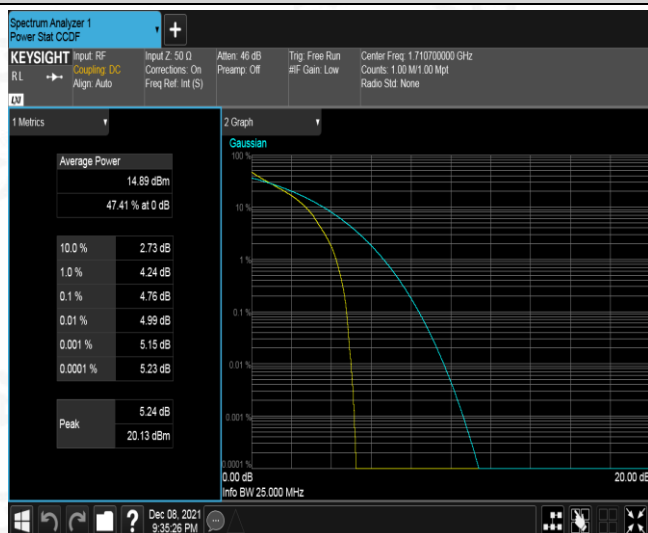 Spectrum Analyzer 1
Power Stat CCDF
+
KEYSIGHT
RL
LXI
Input: RF
Coupling: DC
Align: Auto
Input Z: 50 Ω
Corrections: On
Freq Ref: Int (S)
Atten: 46 dB
Preamp: Off
Trig: Free Run
#IF Gain: Low
Center Freq: 1.710700000 GHz
Counts: 1.00 M/1.00 Mpt
Radio Std: None
1 Metrics
Average Power
14.89 dBm
47.41 % at 0 dB
10.0 % 2.73 dB
1.0 % 4.24 dB
0.1 % 4.76 dB
0.01 % 4.99 dB
0.001 % 5.15 dB
0.0001 % 5.23 dB
Peak
5.24 dB
20.13 dBm
2 Graph
Gaussian
100 %
10 %
1 %
0.1 %
0.01 %
0.001 %
0.0001 %
0.00 dB 20.00 dB
Info BW 25.000 MHz
?
Dec 08, 2021
9:35:26 PM